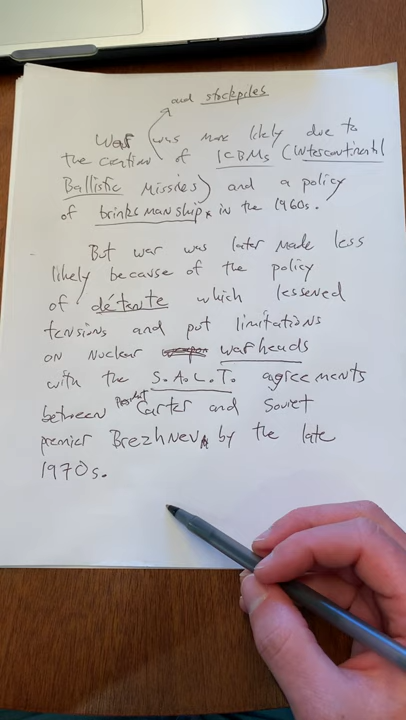 and stockpiles
War was more likely due to
the creation of ICBMs (Intercontinental
Ballistic Missiles) and a policy
of brinksmanship in the 1960s.
But war was later made less
likely because of the policy
of détente which lessened
tensions and put limitations
on nuclear warheads
with the S.A.L.T. agreements
between President Carter and Soviet
premier Brezhnev by the late
1970s.